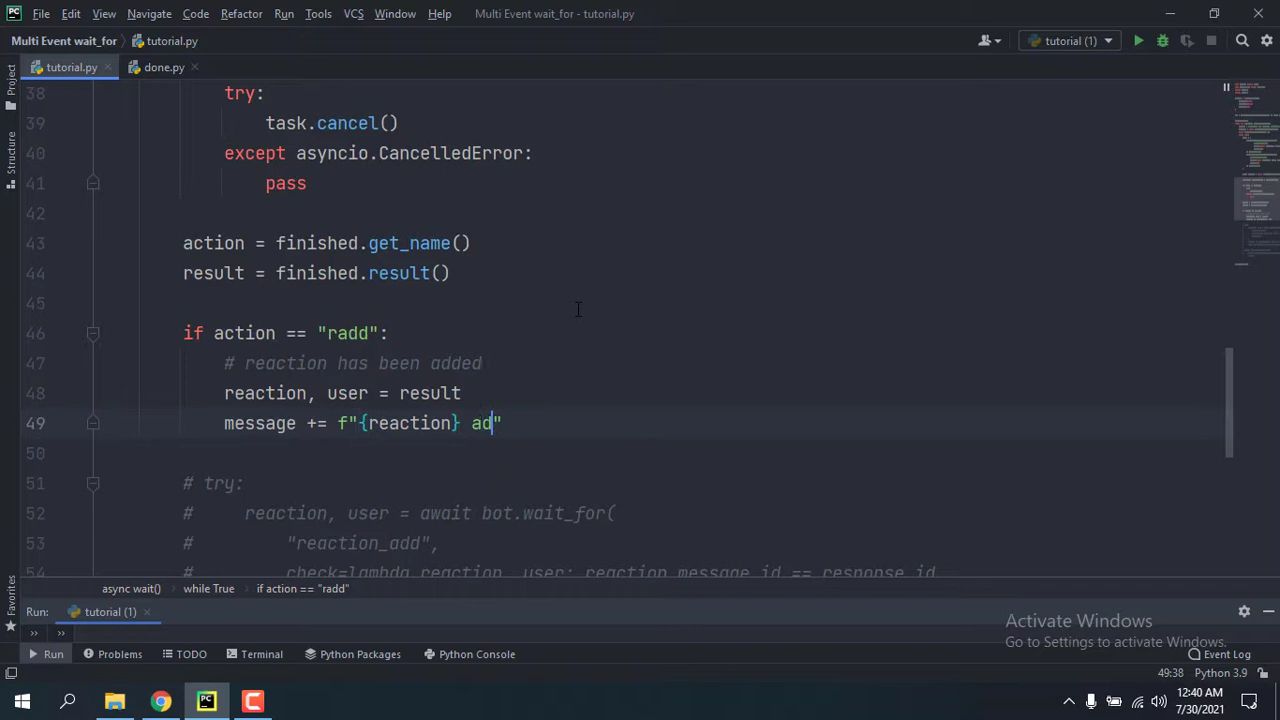 File Edit View Navigate Code Refactor Run Tools VCS Window Help Multi Event wait_for - tutorial.py
Multi Event wait_for tutorial.py tutorial (1)
tutorial.py done.py
Project
Structure
Favorites
38 try:
39 task.cancel()
40 except asyncio.CancelledError:
41 pass
42
43 action = finished.get_name()
44 result = finished.result()
45
46 if action == "radd":
47 # reaction has been added
48 reaction, user = result
49 message += f"{reaction} ad"
50
51 # try:
52 # reaction, user = await bot.wait_for(
53 # "reaction_add",
54 # check=lambda reaction, user: reaction.message.id == response.id
async wait() while True if action == "radd"
Run: tutorial (1)
Activate Windows
Go to Settings to activate Windows.
Run Problems TODO Terminal Python Packages Python Console Event Log
49:38 Python 3.9
12:40 AM
7/30/2021